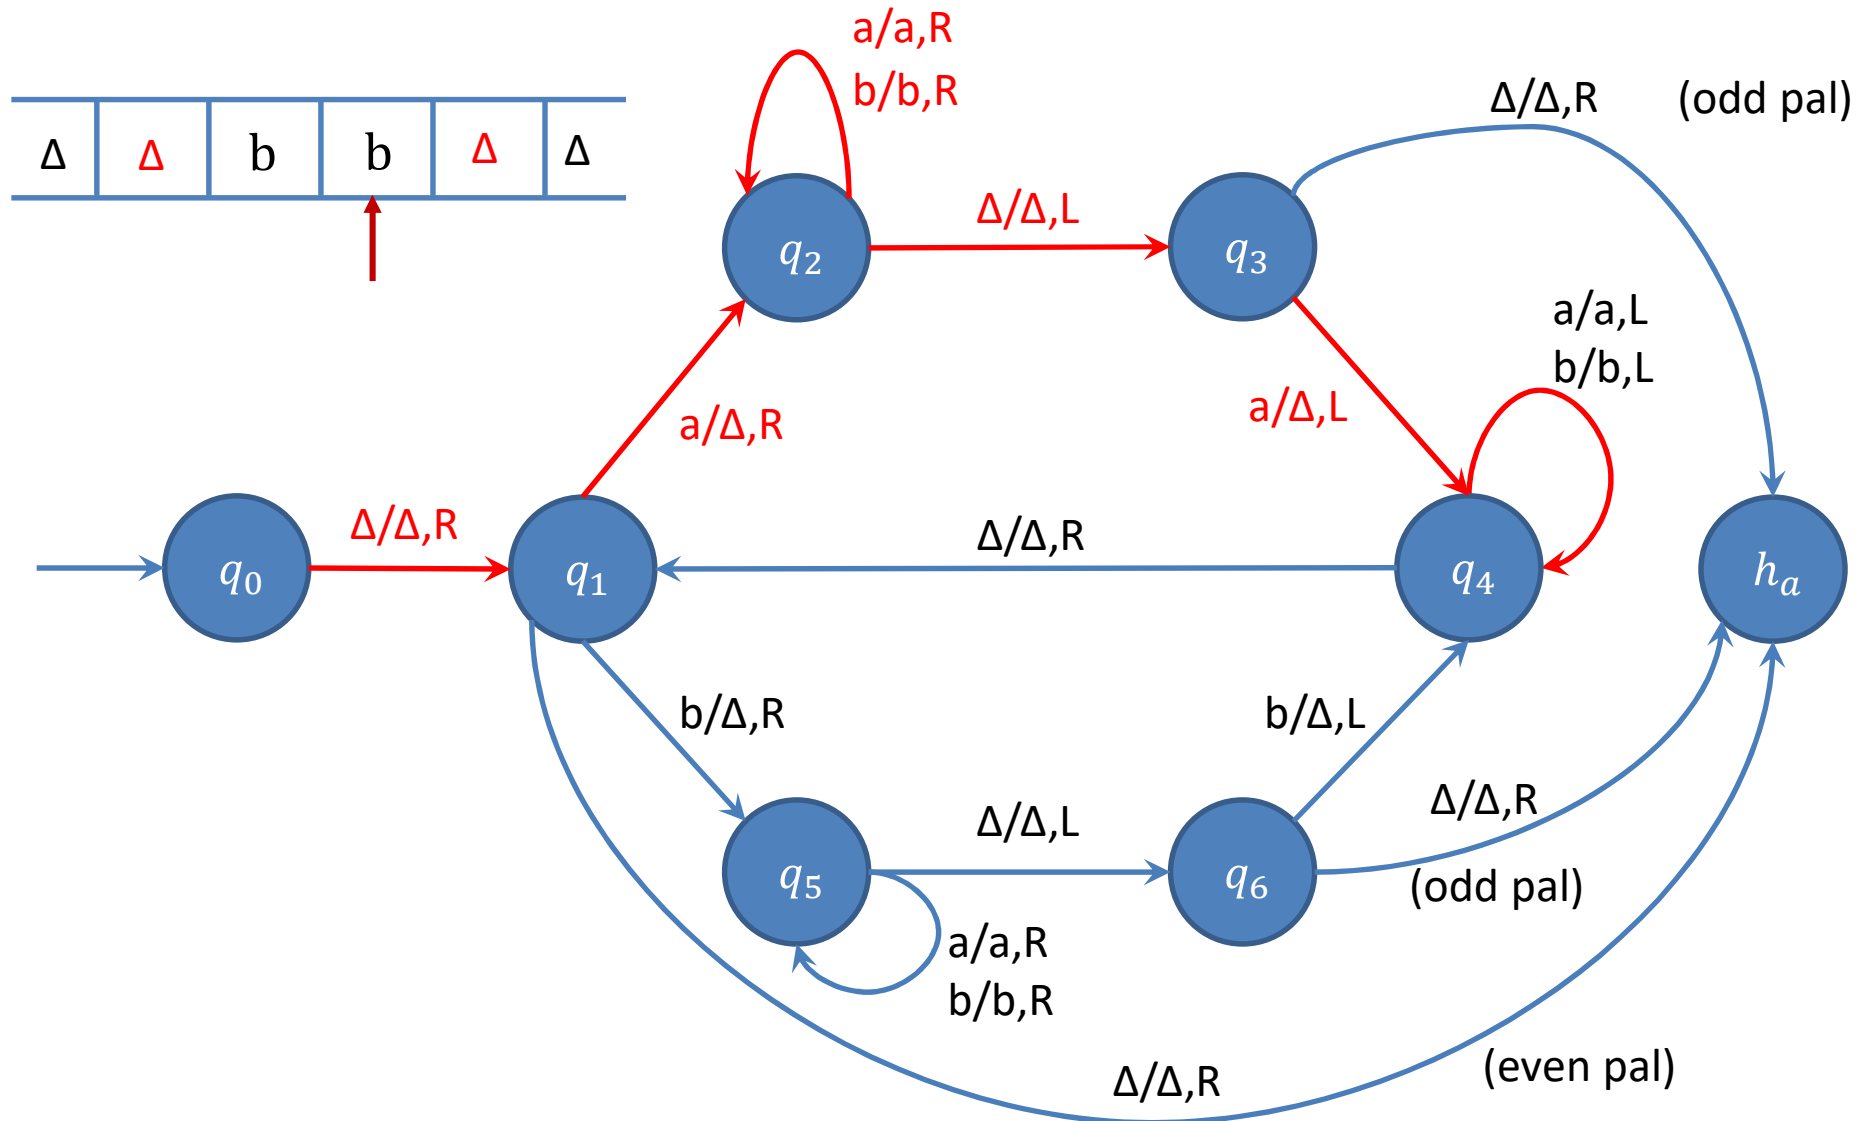 a/a,R
b/b,R
Δ/Δ,R (odd pal)
Δ Δ b b Δ Δ
Δ/Δ,L
q2 q3
a/a,L
b/b,L
a/Δ,R a/Δ,L
Δ/Δ,R Δ/Δ,R
q0 q1 q4 ha
b/Δ,R b/Δ,L
Δ/Δ,L Δ/Δ,R
q5 q6 (odd pal)
a/a,R
b/b,R
Δ/Δ,R (even pal)